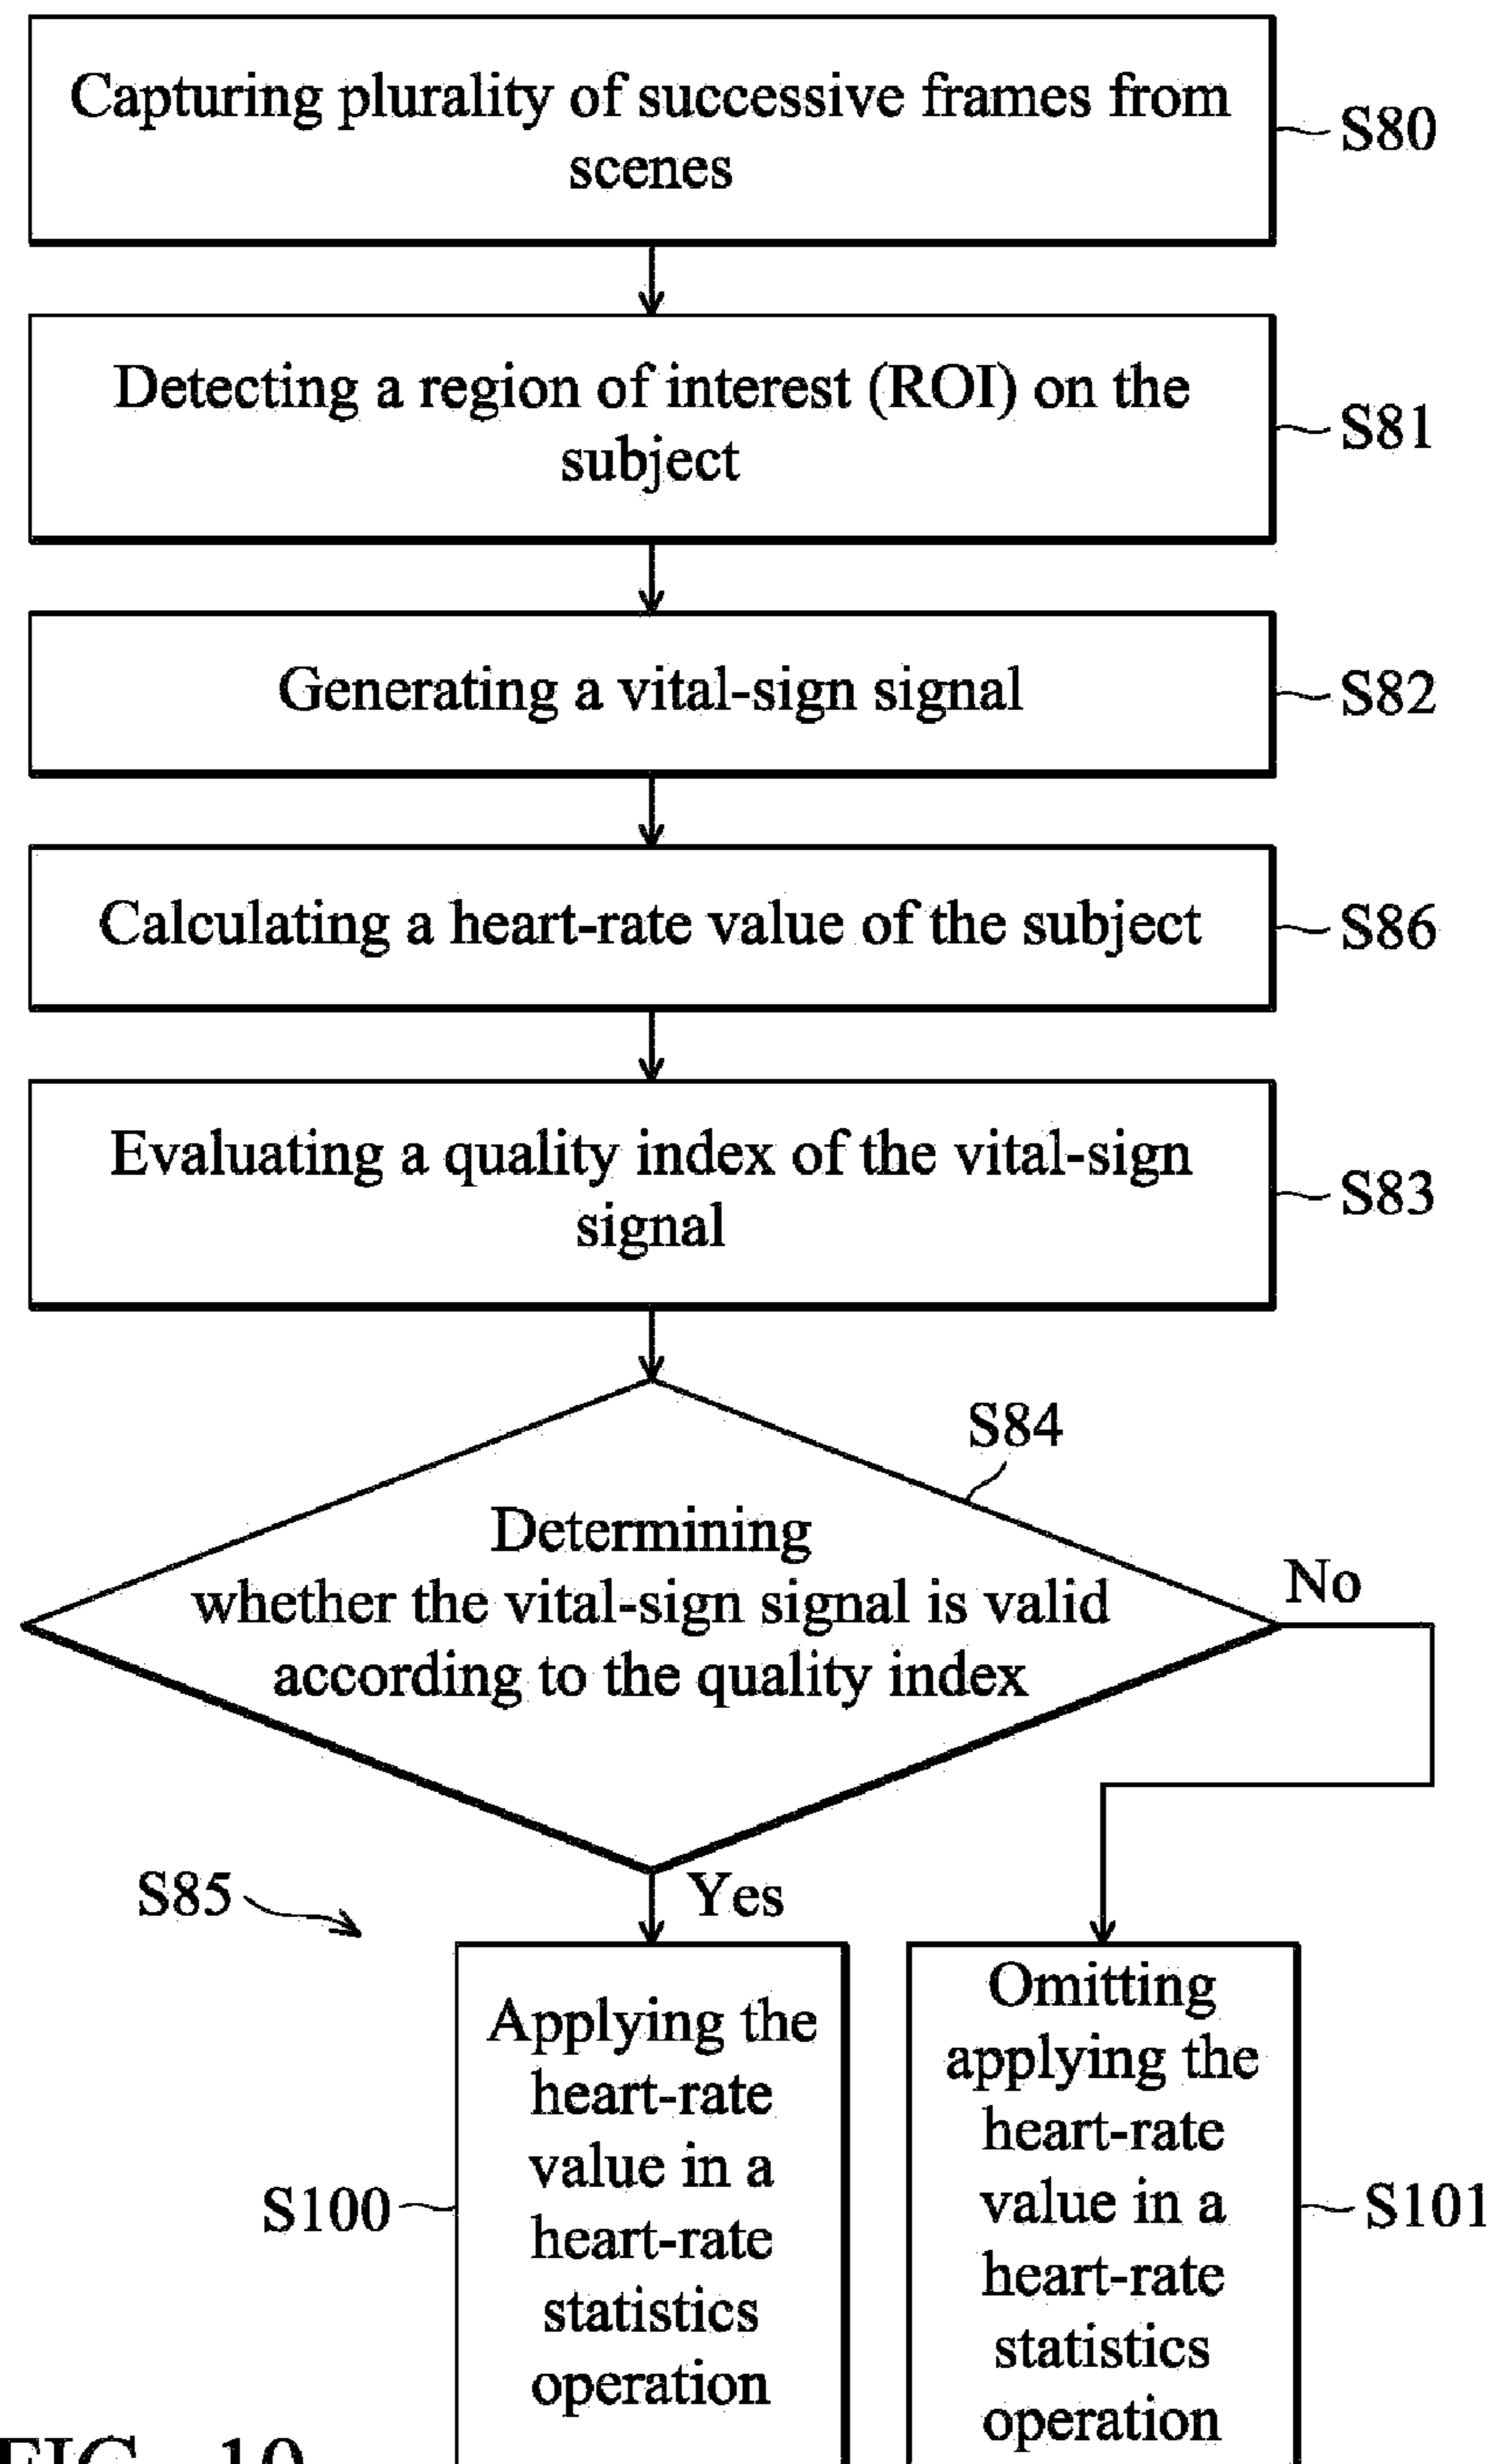 Capturing plurality of successive frames from
scenes
S80
Detecting a region of interest (ROI) on the
subject
S81
Generating a vital-sign signal
S82
Calculating a heart-rate value of the subject
S86
Evaluating a quality index of the vital-sign
signal
S83
S84
Determining
whether the vital-sign signal is valid
according to the quality index
No
S85
Yes
Applying the
heart-rate
value in a
heart-rate
statistics
operation
S100
Omitting
applying the
heart-rate
value in a
heart-rate
statistics
operation
S101
FIG. 10